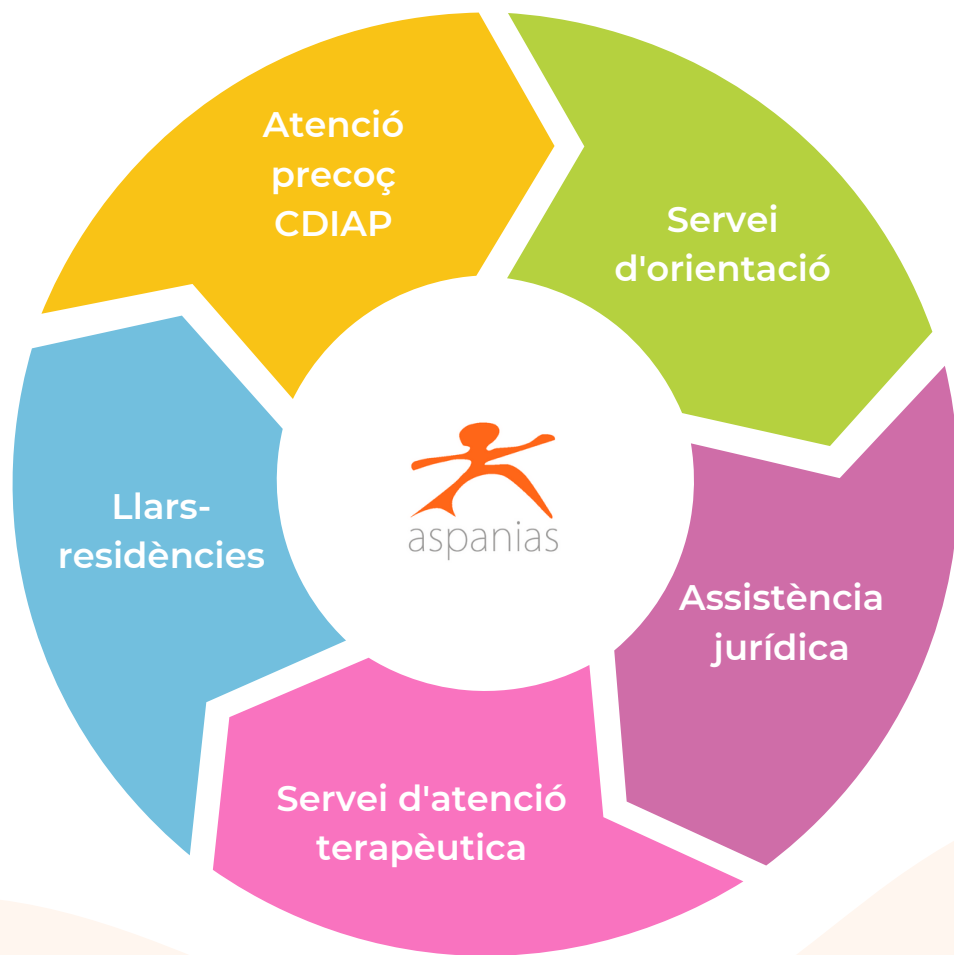 Atenció
precoç
CDIAP
Servei
d'orientació
Assistència
jurídica
Servei d'atenció
terapèutica
Llars-
residències
aspanias